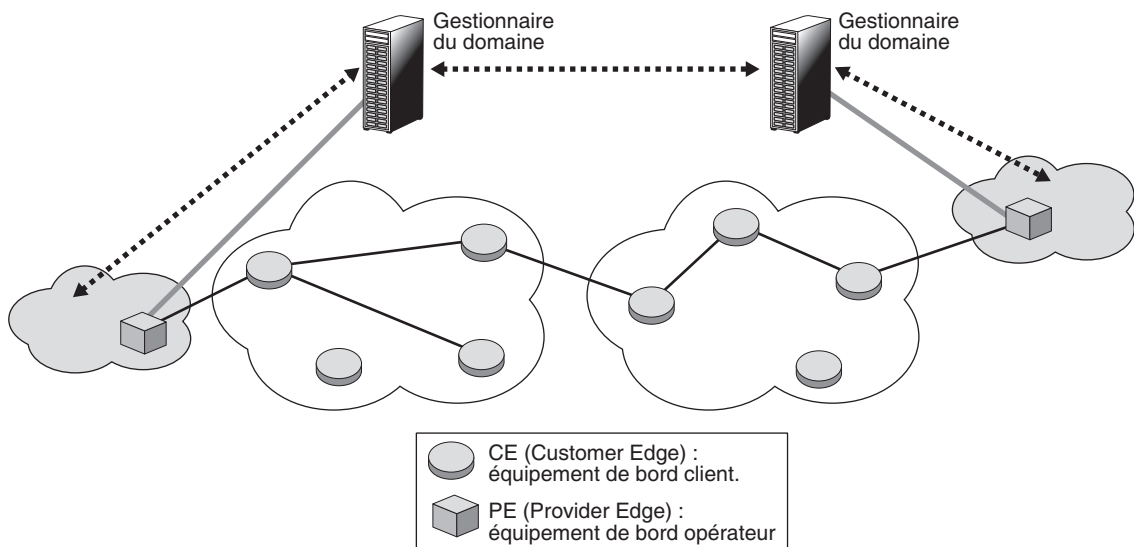 Gestionnaire
du domaine
Gestionnaire
du domaine
CE (Customer Edge) :
équipement de bord client.
PE (Provider Edge) :
équipement de bord opérateur